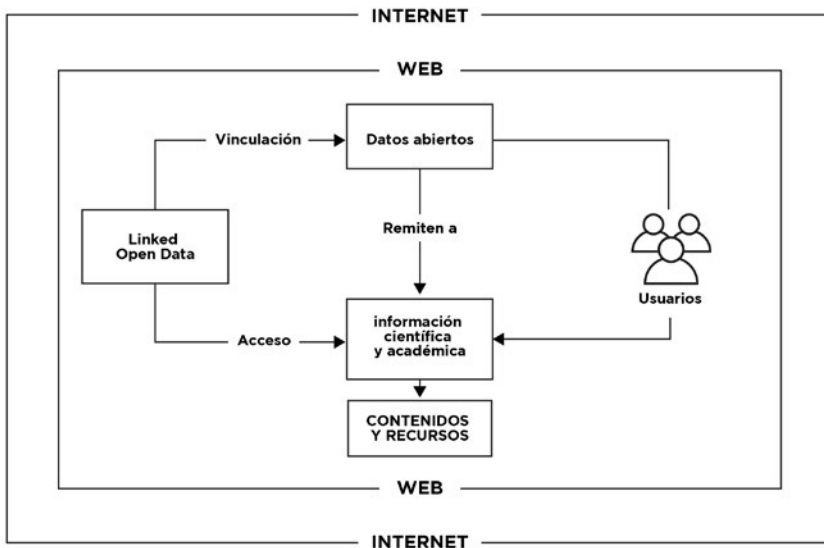 INTERNET
WEB
Vinculación
Datos abiertos
Linked
Open Data
Remiten a
Usuarios
Acceso
información
científica
y académica
CONTENIDOS
Y RECURSOS
WEB
INTERNET